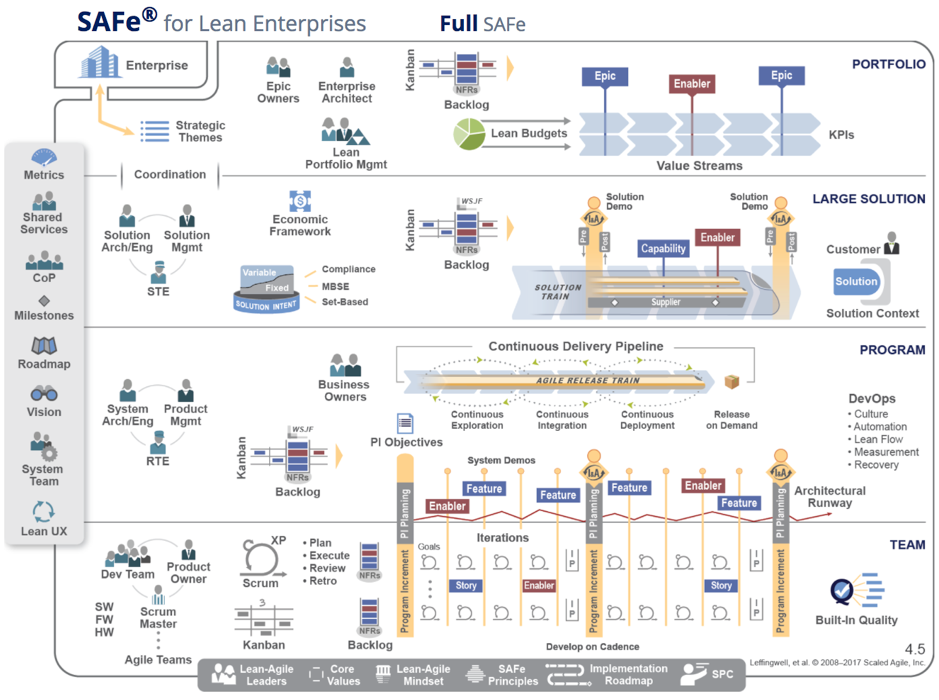 SAFe® for Lean Enterprises
Full SAFe
Enterprise
Strategic
Themes
Epic
Owners
Enterprise
Architect
Lean
Portfolio Mgmt
Kanban
NFRs
Backlog
Lean Budgets
Epic
Enabler
Epic
KPIs
Value Streams
PORTFOLIO
Metrics
Shared
Services
CoP
Milestones
Roadmap
Vision
System
Team
Lean UX
Coordination
Solution
Arch/Eng
Solution
Mgmt
STE
Economic
Framework
Variable
Fixed
SOLUTION INTENT
Compliance
MBSE
Set-Based
Kanban
WSJF
NFRs
Backlog
Solution
Demo
I&A
Pre
Post
Capability
Enabler
Solution
Demo
I&A
Pre
Post
SOLUTION
TRAIN
Supplier
LARGE SOLUTION
Customer
Solution
Solution Context
System
Arch/Eng
Product
Mgmt
RTE
Business
Owners
Kanban
WSJF
NFRs
Backlog
Continuous Delivery Pipeline
AGILE RELEASE TRAIN
Continuous
Exploration
Continuous
Integration
Continuous
Deployment
Release
on Demand
PROGRAM
DevOps
• Culture
• Automation
• Lean Flow
• Measurement
• Recovery
PI Objectives
System Demos
PI Planning
Enabler
Feature
Feature
I&A
PI Planning
Feature
Enabler
Feature
I&A
PI Planning
Architectural
Runway
Dev Team
Product
Owner
Scrum
Master
SW
FW
HW
Agile Teams
XP
Scrum
• Plan
• Execute
• Review
• Retro
3
Kanban
NFRs
NFRs
Backlog
Program Increment
Goals
Iterations
Story
Enabler
I P
I P
Program Increment
Story
I P
I P
Program Increment
Develop on Cadence
TEAM
Built-In Quality
4.5
Leffingwell, et al. © 2008–2017 Scaled Agile, Inc.
Lean-Agile
Leaders
Core
Values
Lean-Agile
Mindset
SAFe
Principles
Implementation
Roadmap
SPC